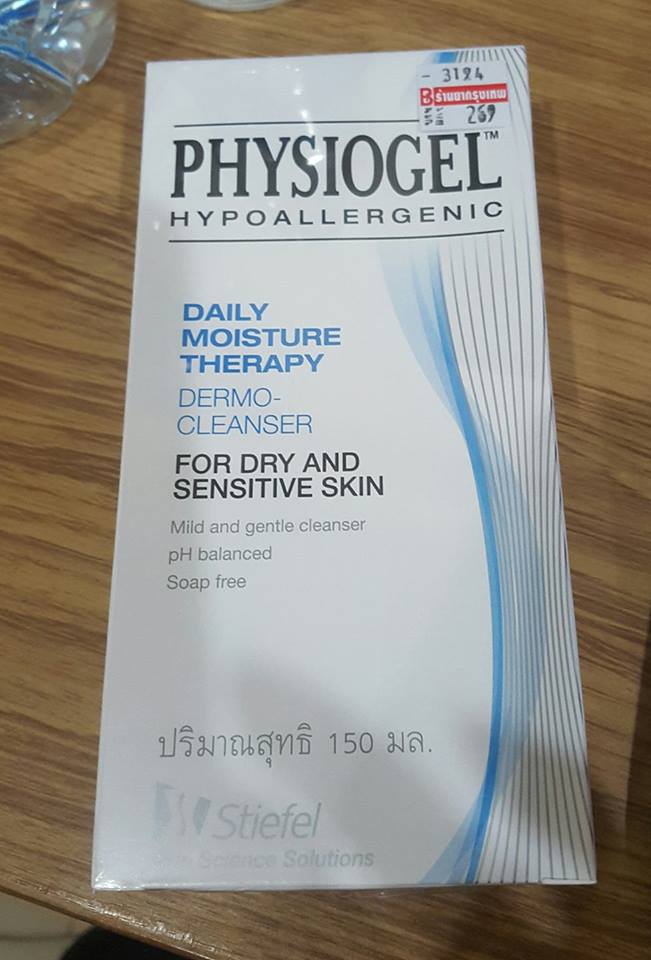 - 3124
ร้านยากรุงเทพ
269
PHYSIOGEL™
HYPOALLERGENIC
DAILY
MOISTURE
THERAPY
DERMO-
CLEANSER
FOR DRY AND
SENSITIVE SKIN
Mild and gentle cleanser
pH balanced
Soap free
ปริมาณสุทธิ 150 มล.
Stiefel
Science Solutions